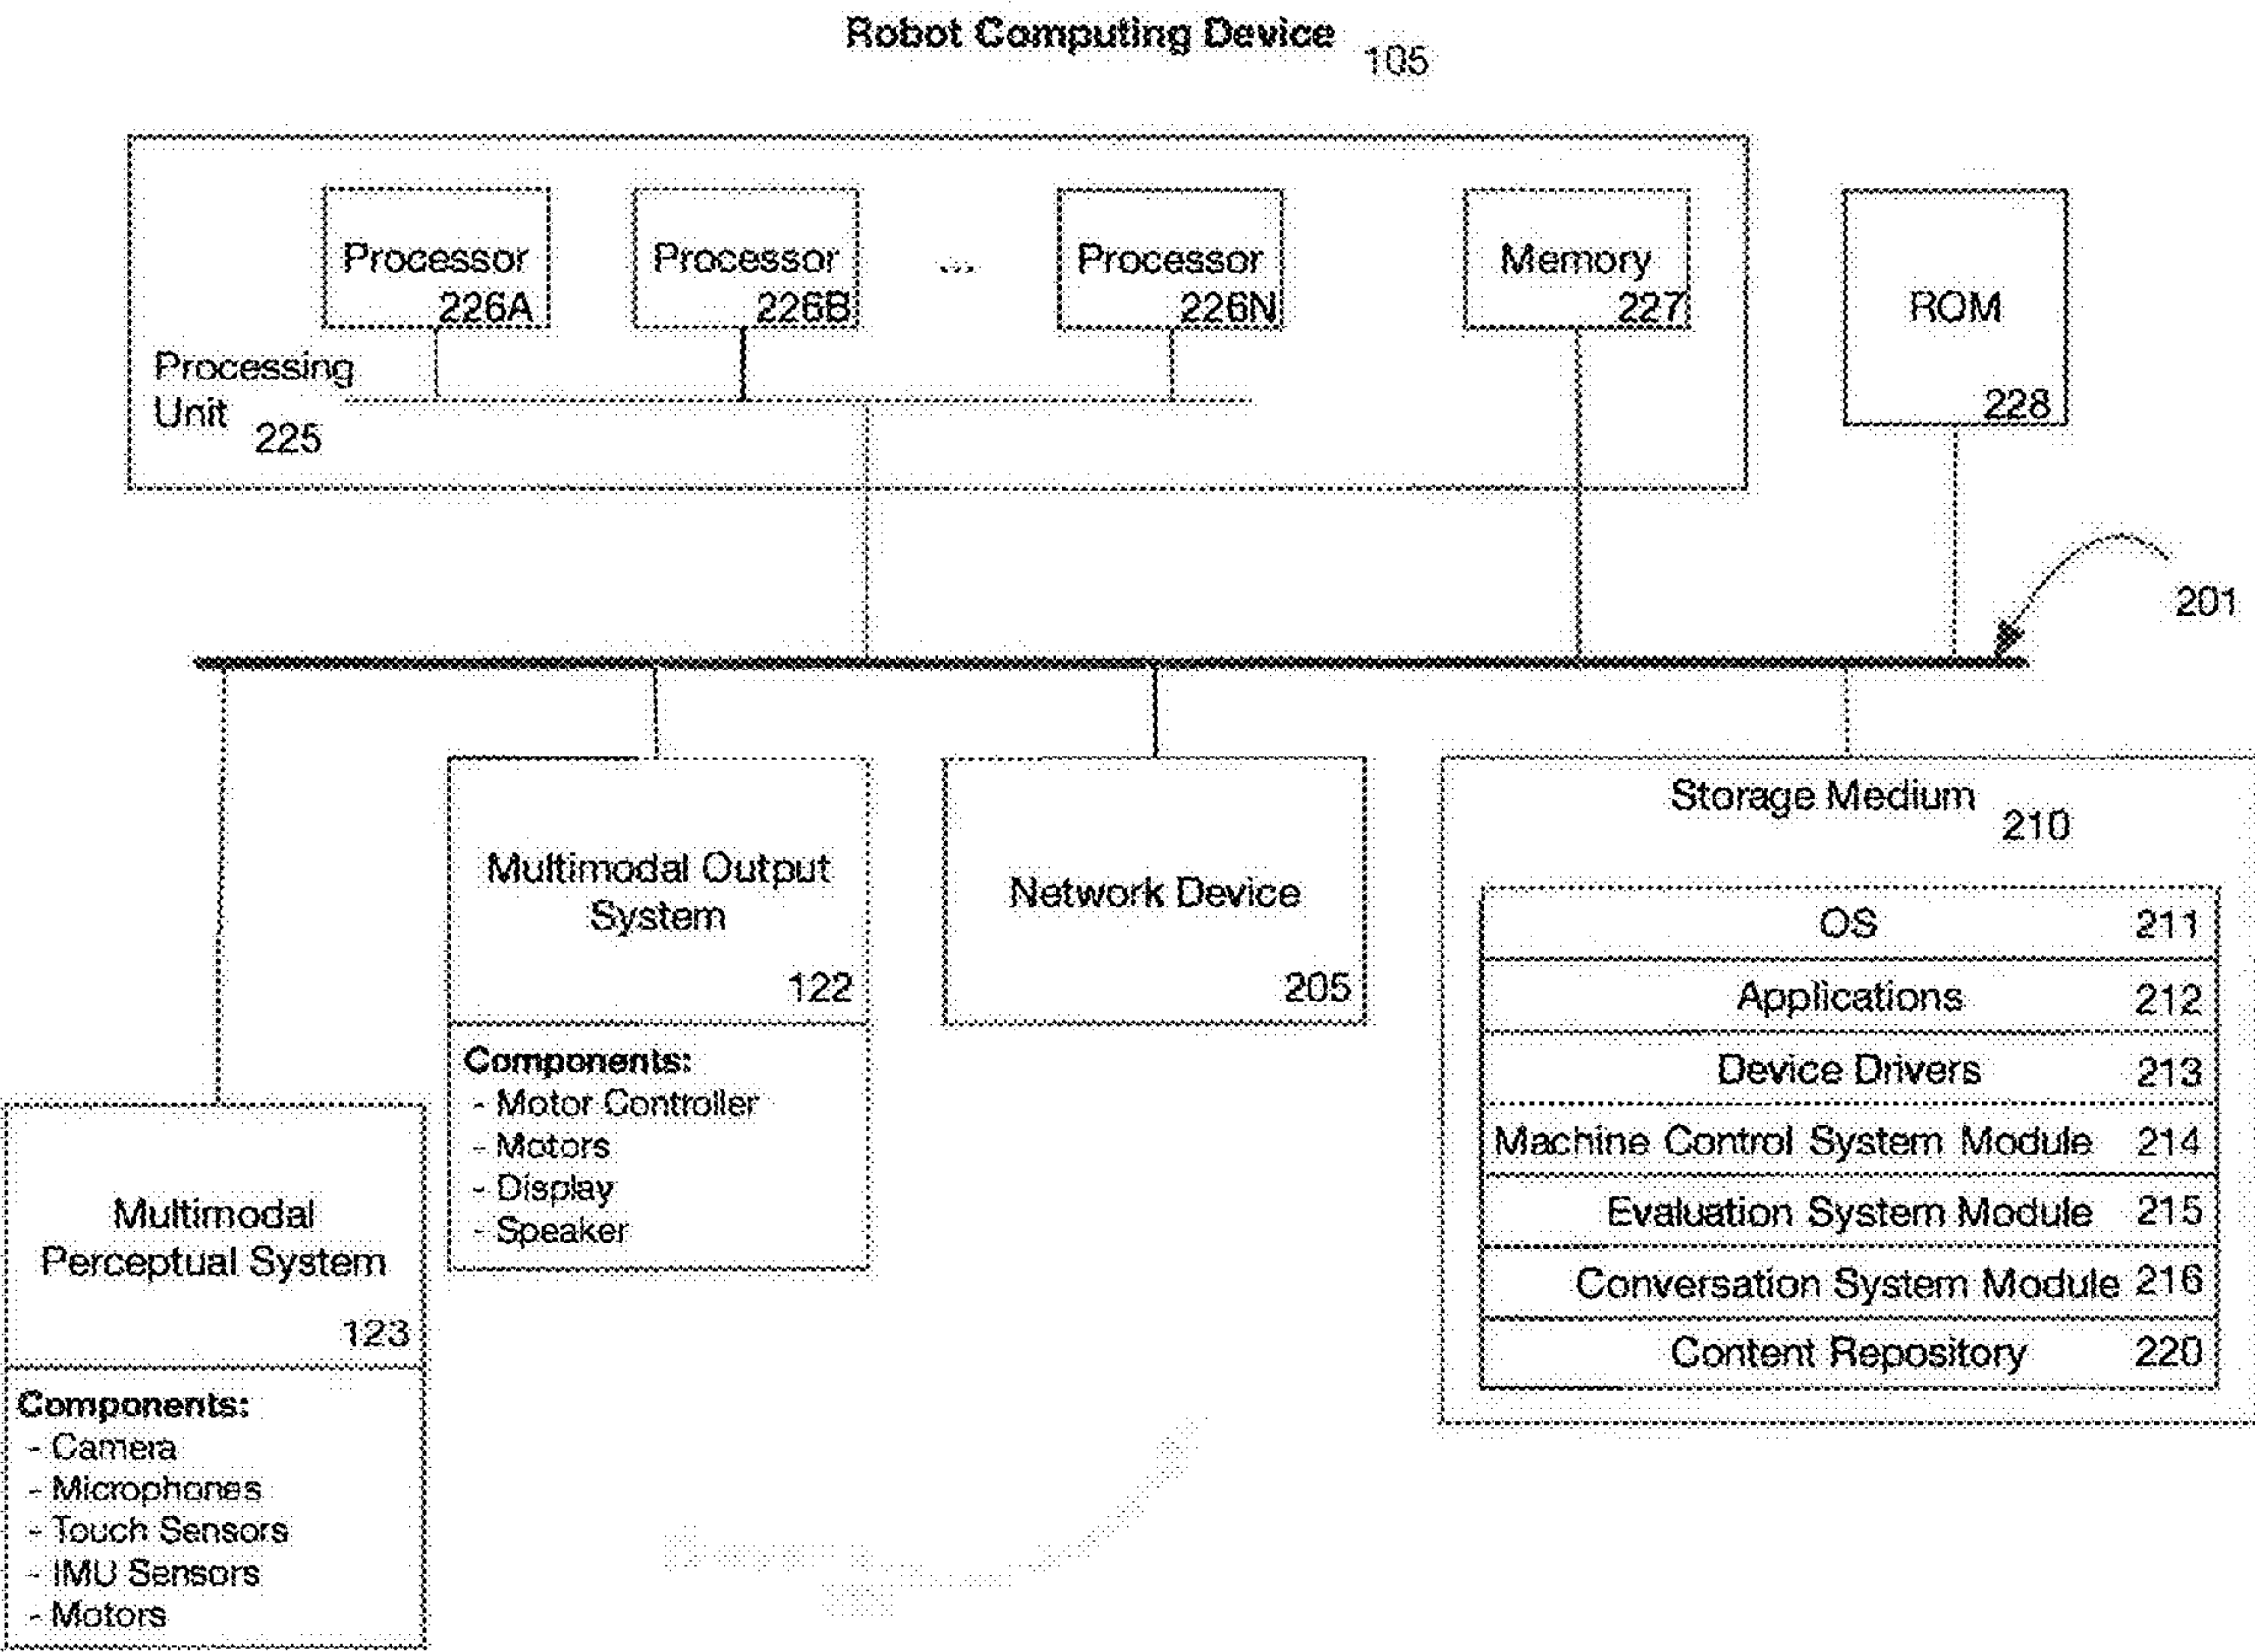 Robot Computing Device
105
Processor
226A
Processor
226B
...
Processor
226N
Memory
227
ROM
228
Processing
Unit
225
201
Multimodal Output
System
122
Components:
- Motor Controller
- Motors
- Display
- Speaker
Network Device
205
Storage Medium
210
OS 211
Applications 212
Device Drivers 213
Machine Control System Module 214
Evaluation System Module 215
Conversation System Module 216
Content Repository 220
Multimodal
Perceptual System
123
Components:
- Camera
- Microphones
- Touch Sensors
- IMU Sensors
- Motors